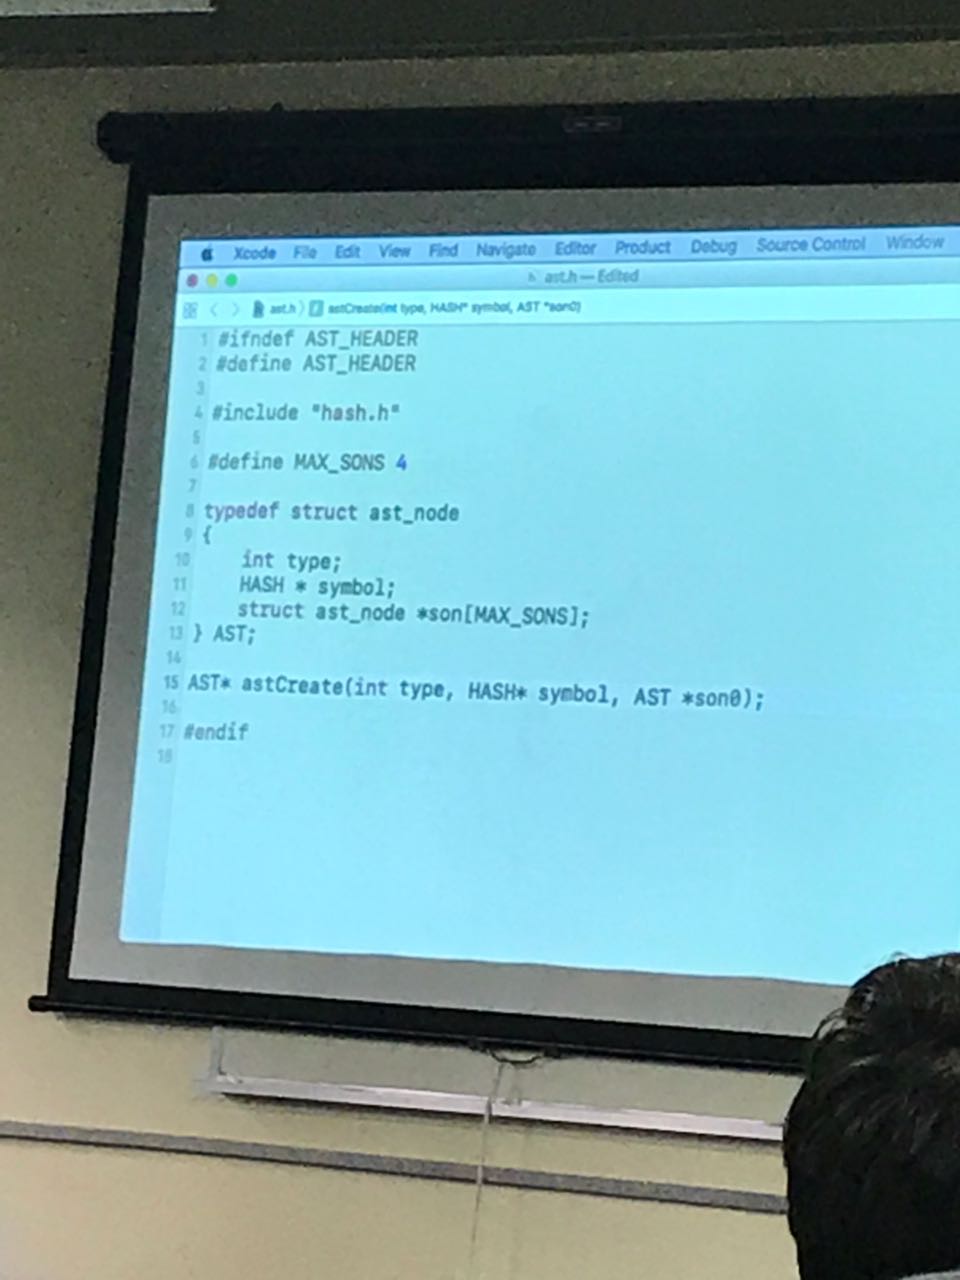 Xcode File Edit View Find Navigate Editor Product Debug Source Control Window
ast.h — Edited
ast.h astCreate(int type, HASH* symbol, AST *son0)
1 #ifndef AST_HEADER
2 #define AST_HEADER
3
4 #include "hash.h"
5
6 #define MAX_SONS 4
7
8 typedef struct ast_node
9 {
10 int type;
11 HASH * symbol;
12 struct ast_node *son[MAX_SONS];
13 } AST;
14
15 AST* astCreate(int type, HASH* symbol, AST *son0);
16
17 #endif
18